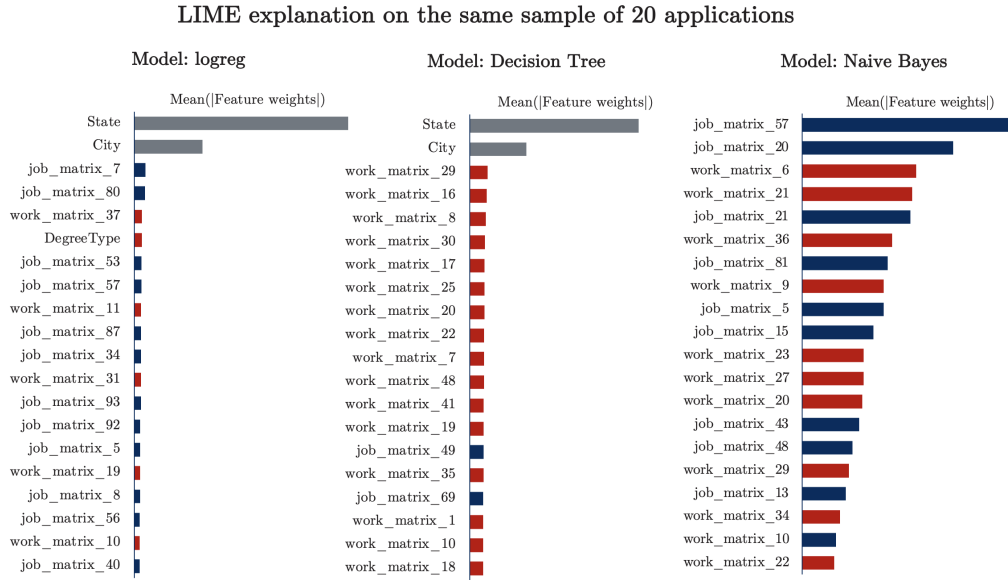 LIME explanation on the same sample of 20 applications
Model: logreg
Mean(|Feature weights|)
State
City
job_matrix_7
job_matrix_80
work_matrix_37
DegreeType
job_matrix_53
job_matrix_57
work_matrix_11
job_matrix_87
job_matrix_34
work_matrix_31
job_matrix_93
job_matrix_92
job_matrix_5
work_matrix_19
job_matrix_8
job_matrix_56
work_matrix_10
job_matrix_40
Model: Decision Tree
Mean(|Feature weights|)
State
City
work_matrix_29
work_matrix_16
work_matrix_8
work_matrix_30
work_matrix_17
work_matrix_25
work_matrix_20
work_matrix_22
work_matrix_7
work_matrix_48
work_matrix_41
work_matrix_19
job_matrix_49
work_matrix_35
job_matrix_69
work_matrix_1
work_matrix_10
work_matrix_18
Model: Naive Bayes
Mean(|Feature weights|)
job_matrix_57
job_matrix_20
work_matrix_6
work_matrix_21
job_matrix_21
work_matrix_36
job_matrix_81
work_matrix_9
job_matrix_5
job_matrix_15
work_matrix_23
work_matrix_27
work_matrix_20
job_matrix_43
job_matrix_48
work_matrix_29
job_matrix_13
work_matrix_34
work_matrix_10
work_matrix_22